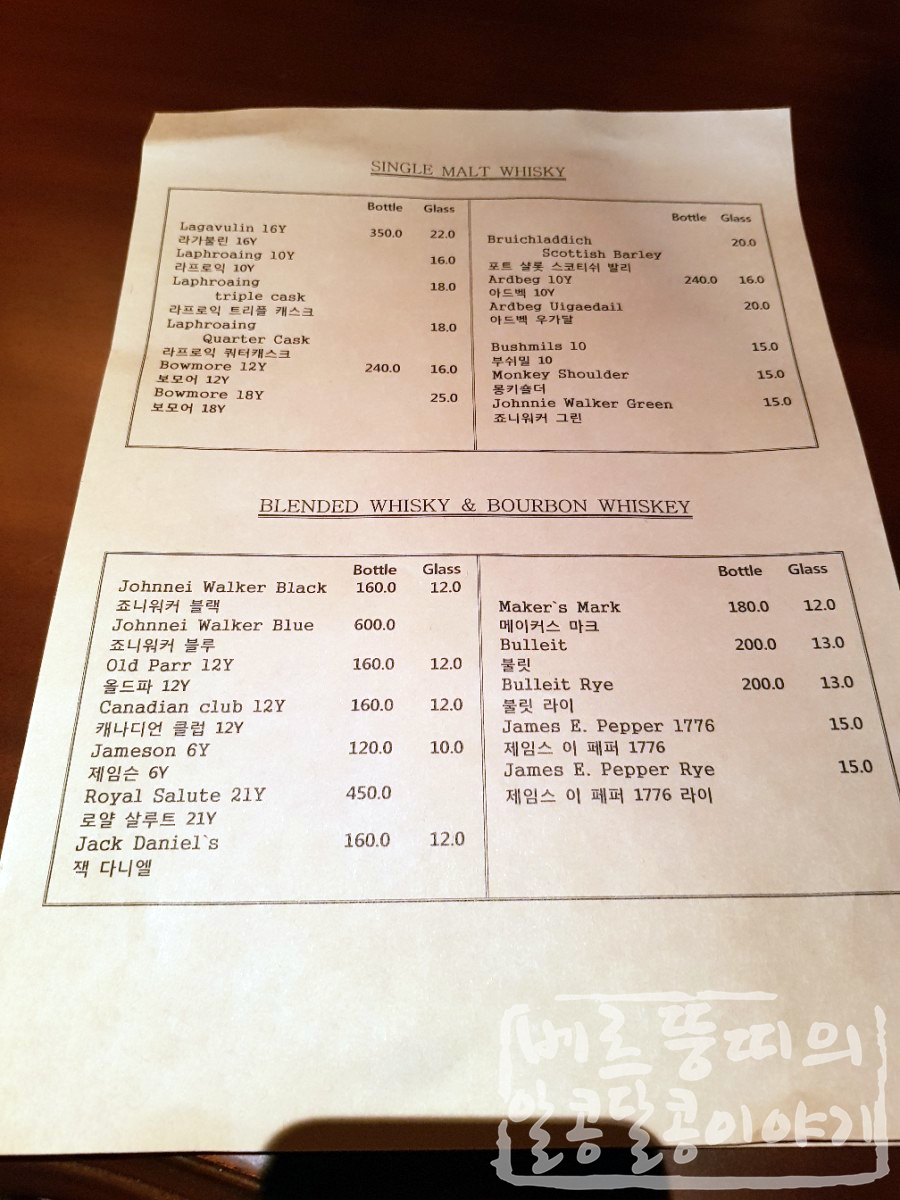 SINGLE MALT WHISKY
Bottle Glass
Lagavulin 16Y 350.0 22.0
라가불린 16Y
Laphroaing 10Y 16.0
라프로익 10Y
Laphroaing 18.0
triple cask
라프로익 트리플 캐스크
Laphroaing 18.0
Quarter Cask
라프로익 쿼터캐스크
Bowmore 12Y 240.0 16.0
보모어 12Y
Bowmore 18Y 25.0
보모어 18Y
Bottle Glass
Bruichladdich 20.0
Scottish Barley
포트 샬롯 스코티쉬 발리
Ardbeg 10Y 240.0 16.0
아드벡 10Y
Ardbeg Uigaedail 20.0
아드벡 우가달
Bushmils 10 15.0
부쉬밀 10
Monkey Shoulder 15.0
몽키숄더
Johnnie Walker Green 15.0
죠니워커 그린
BLENDED WHISKY & BOURBON WHISKEY
Bottle Glass
Johnnei Walker Black 160.0 12.0
죠니워커 블랙
Johnnei Walker Blue 600.0
죠니워커 블루
Old Parr 12Y 160.0 12.0
올드파 12Y
Canadian club 12Y 160.0 12.0
캐나디언 클럽 12Y
Jameson 6Y 120.0 10.0
제임슨 6Y
Royal Salute 21Y 450.0
로얄 살루트 21Y
Jack Daniel`s 160.0 12.0
잭 다니엘
Bottle Glass
Maker`s Mark 180.0 12.0
메이커스 마크
Bulleit 200.0 13.0
불릿
Bulleit Rye 200.0 13.0
불릿 라이
James E. Pepper 1776 15.0
제임스 이 페퍼 1776
James E. Pepper Rye 15.0
제임스 이 페퍼 1776 라이
베르뚱띠의
알콩달콩이야기